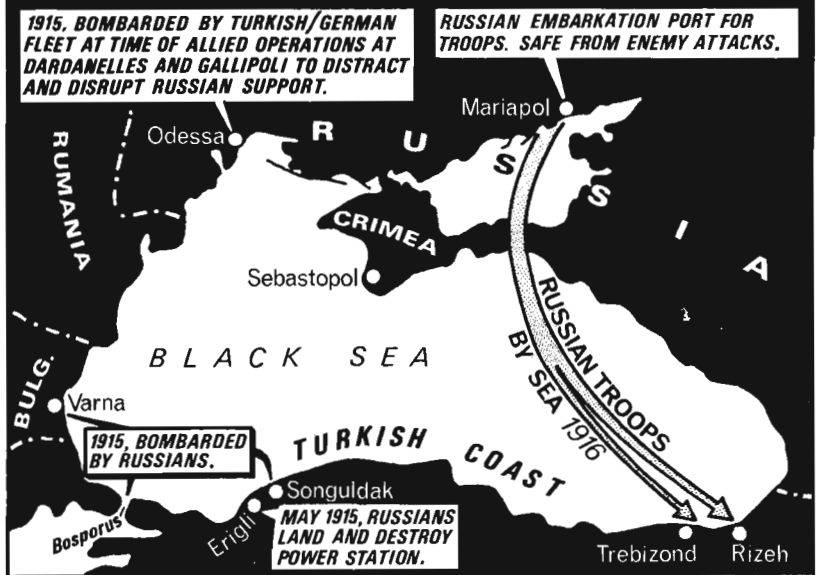 1915, BOMBARDED BY TURKISH/GERMAN
FLEET AT TIME OF ALLIED OPERATIONS AT
DARDANELLES AND GALLIPOLI TO DISTRACT
AND DISRUPT RUSSIAN SUPPORT.
RUSSIAN EMBARKATION PORT FOR
TROOPS. SAFE FROM ENEMY ATTACKS.
Mariapol
Odessa
RUSSIA
RUMANIA
CRIMEA
Sebastopol
RUSSIAN TROOPS
BY SEA 1916
BLACK SEA
BULG.
Varna
1915, BOMBARDED
BY RUSSIANS.
TURKISH COAST
Songuldak
Erigli
Bosporus
MAY 1915, RUSSIANS
LAND AND DESTROY
POWER STATION.
Trebizond
Rizeh